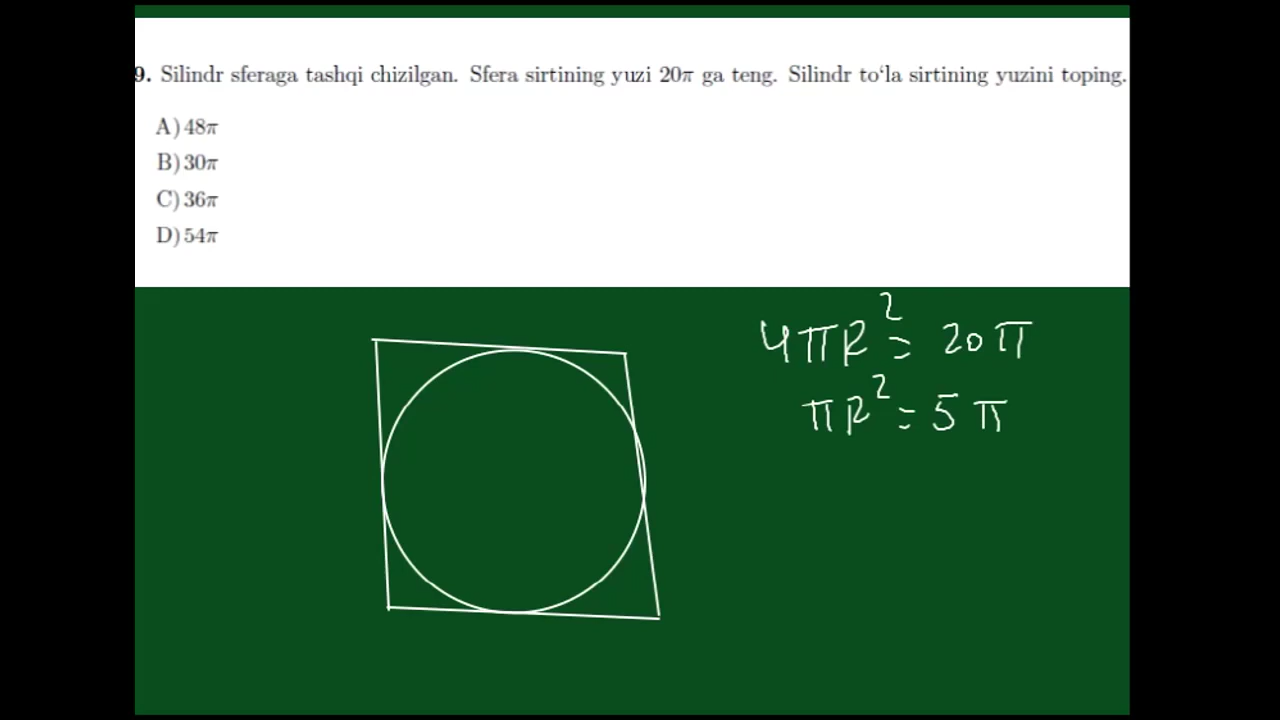 9. Silindr sferaga tashqi chizilgan. Sfera sirtining yuzi 20π ga teng. Silindr to‘la sirtining yuzini toping.
A) 48π
B) 30π
C) 36π
D) 54π
4πR² = 20π
πR² = 5π